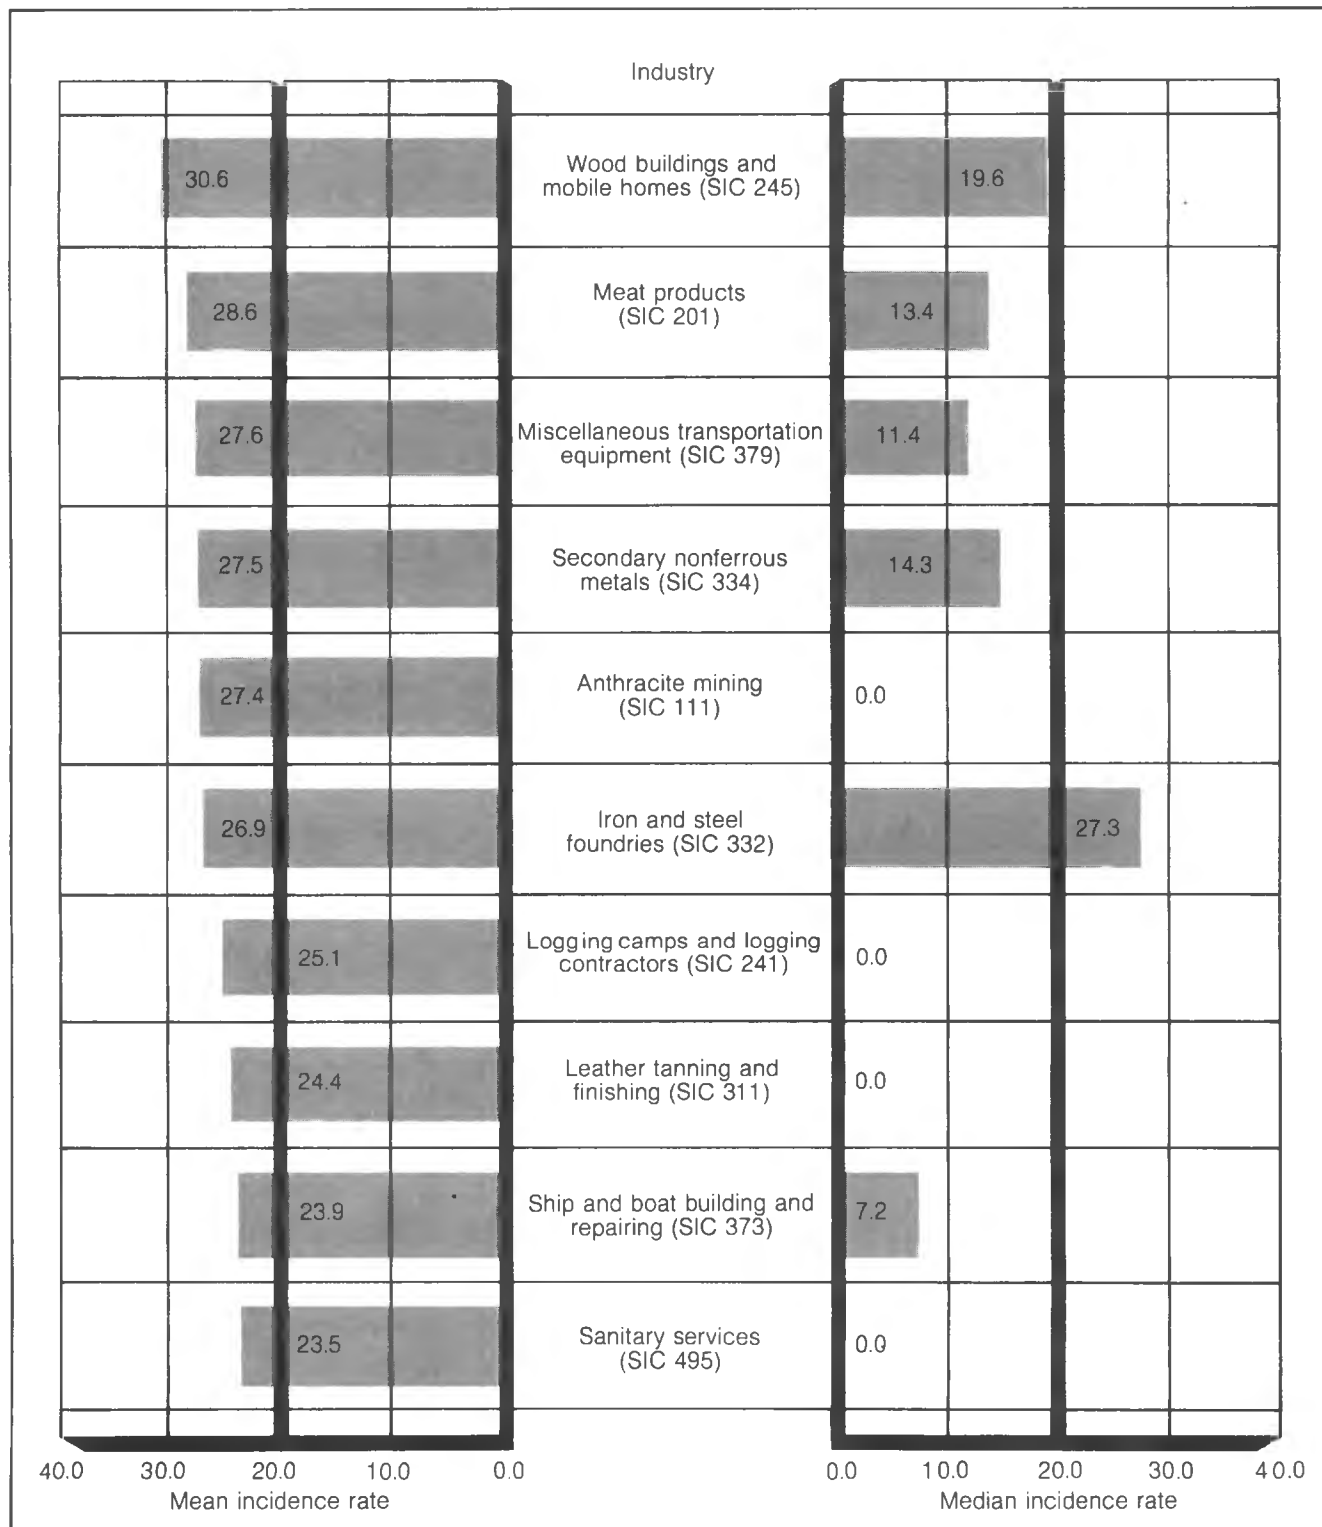 Industry
30.6
Wood buildings and
mobile homes (SIC 245)
19.6
28.6
Meat products
(SIC 201)
13.4
27.6
Miscellaneous transportation
equipment (SIC 379)
11.4
27.5
Secondary nonferrous
metals (SIC 334)
14.3
27.4
Anthracite mining
(SIC 111)
0.0
26.9
Iron and steel
foundries (SIC 332)
27.3
25.1
Logging camps and logging
contractors (SIC 241)
0.0
24.4
Leather tanning and
finishing (SIC 311)
0.0
23.9
Ship and boat building and
repairing (SIC 373)
7.2
23.5
Sanitary services
(SIC 495)
0.0
40.0 30.0 20.0 10.0 0.0 0.0 10.0 20.0 30.0 40.0
Mean incidence rate Median incidence rate